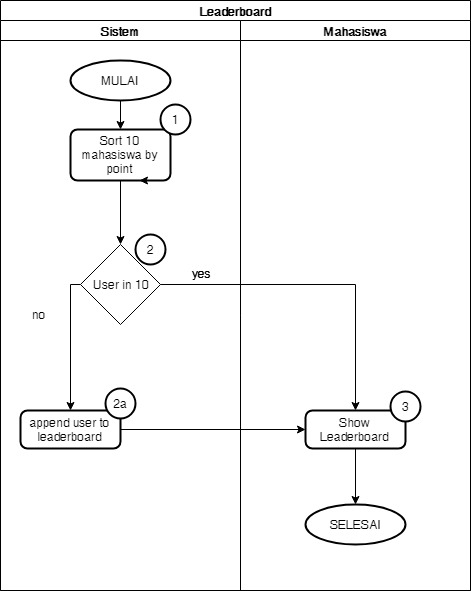 Leaderboard
Sistem
Mahasiswa
MULAI
1
Sort 10
mahasiswa by
point
2
User in 10
yes
no
2a
append user to
leaderboard
3
Show
Leaderboard
SELESAI